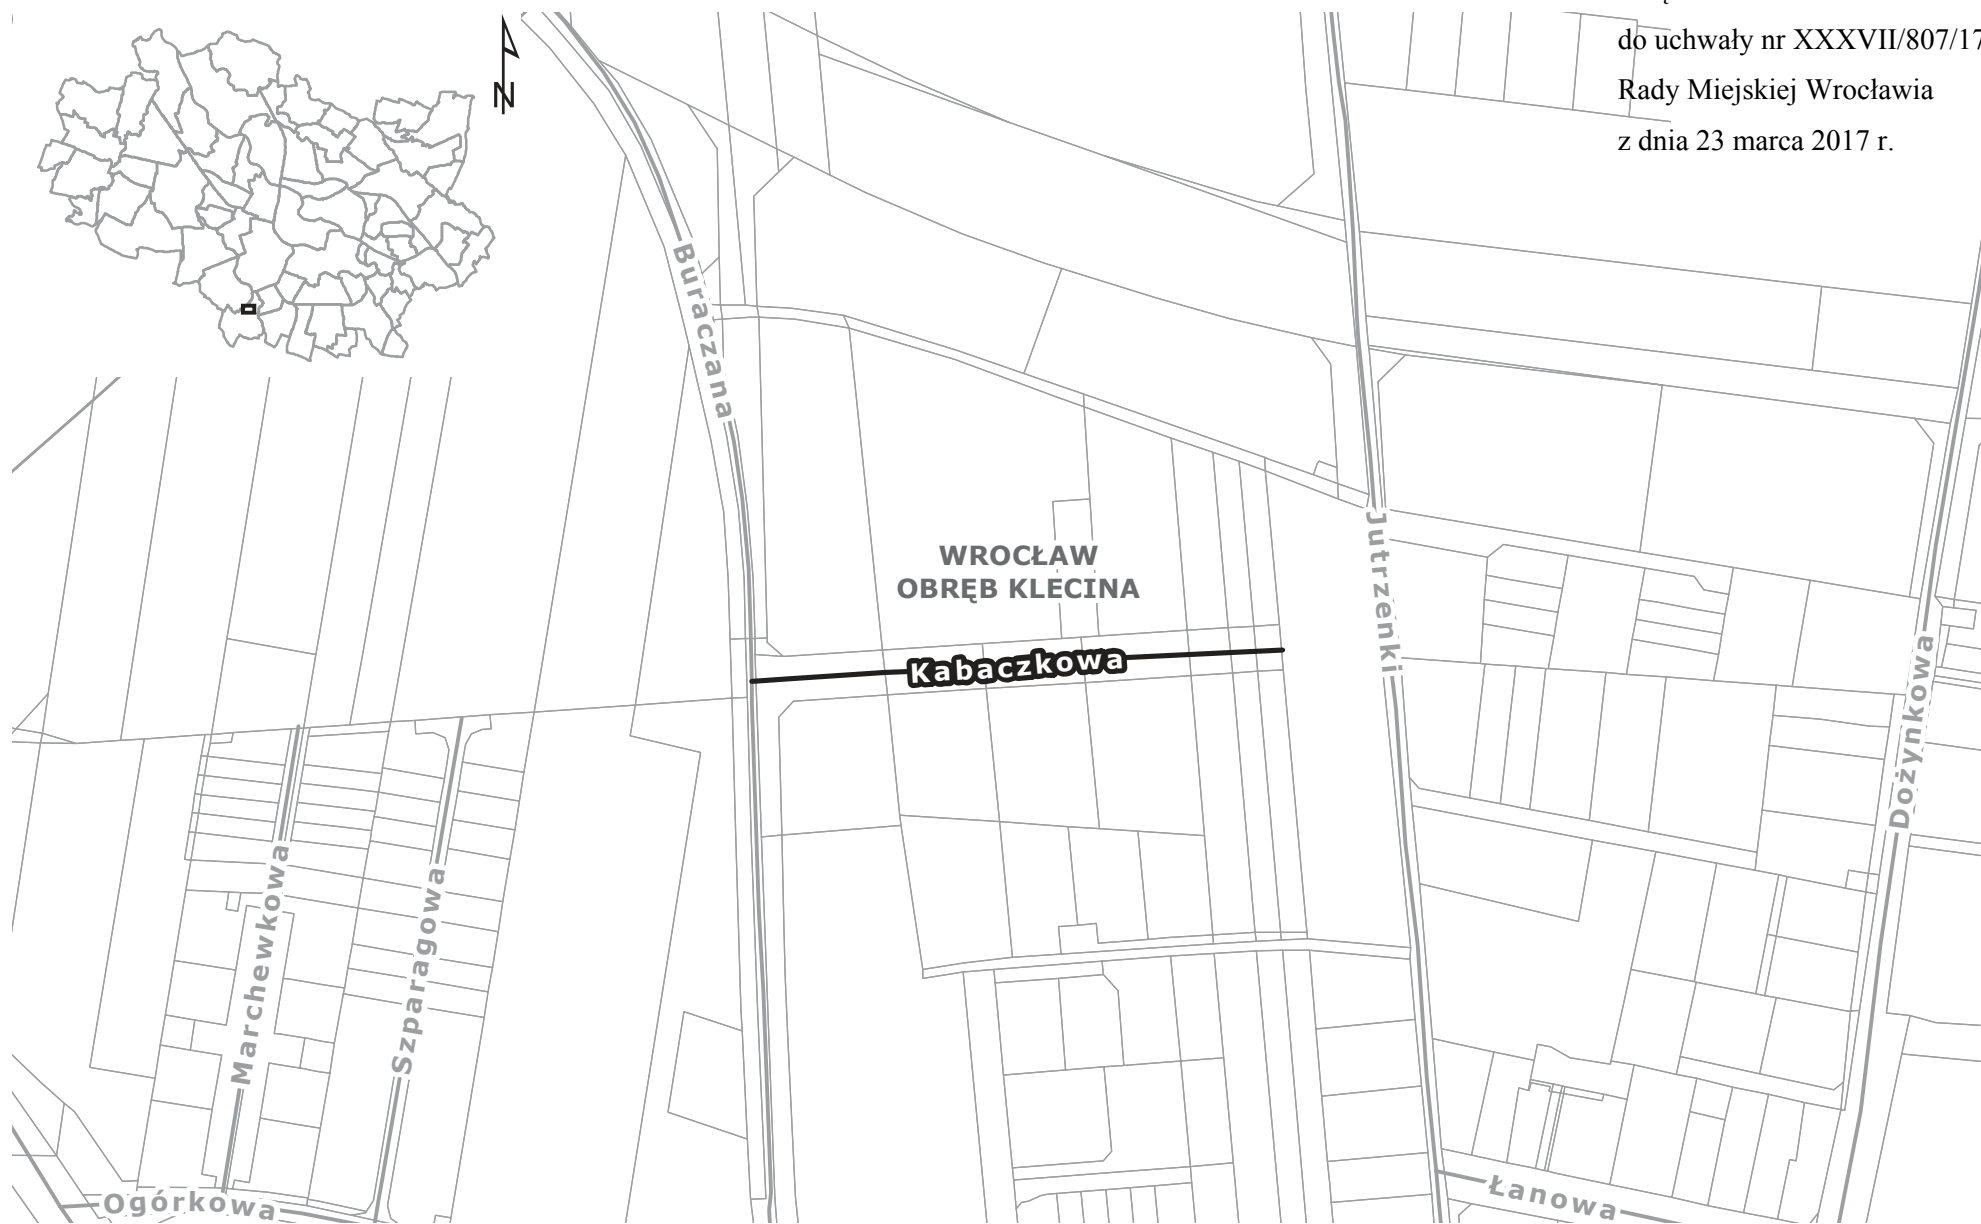 do uchwały nr XXXVII/807/17
Rady Miejskiej Wrocławia
z dnia 23 marca 2017 r.
N
Buraczana
WROCŁAW
OBRĘB KLECINA
Jutrzenki
Kabaczkowa
Dożynkowa
Marchewkowa
Szparagowa
Ogórkowa
Łanowa